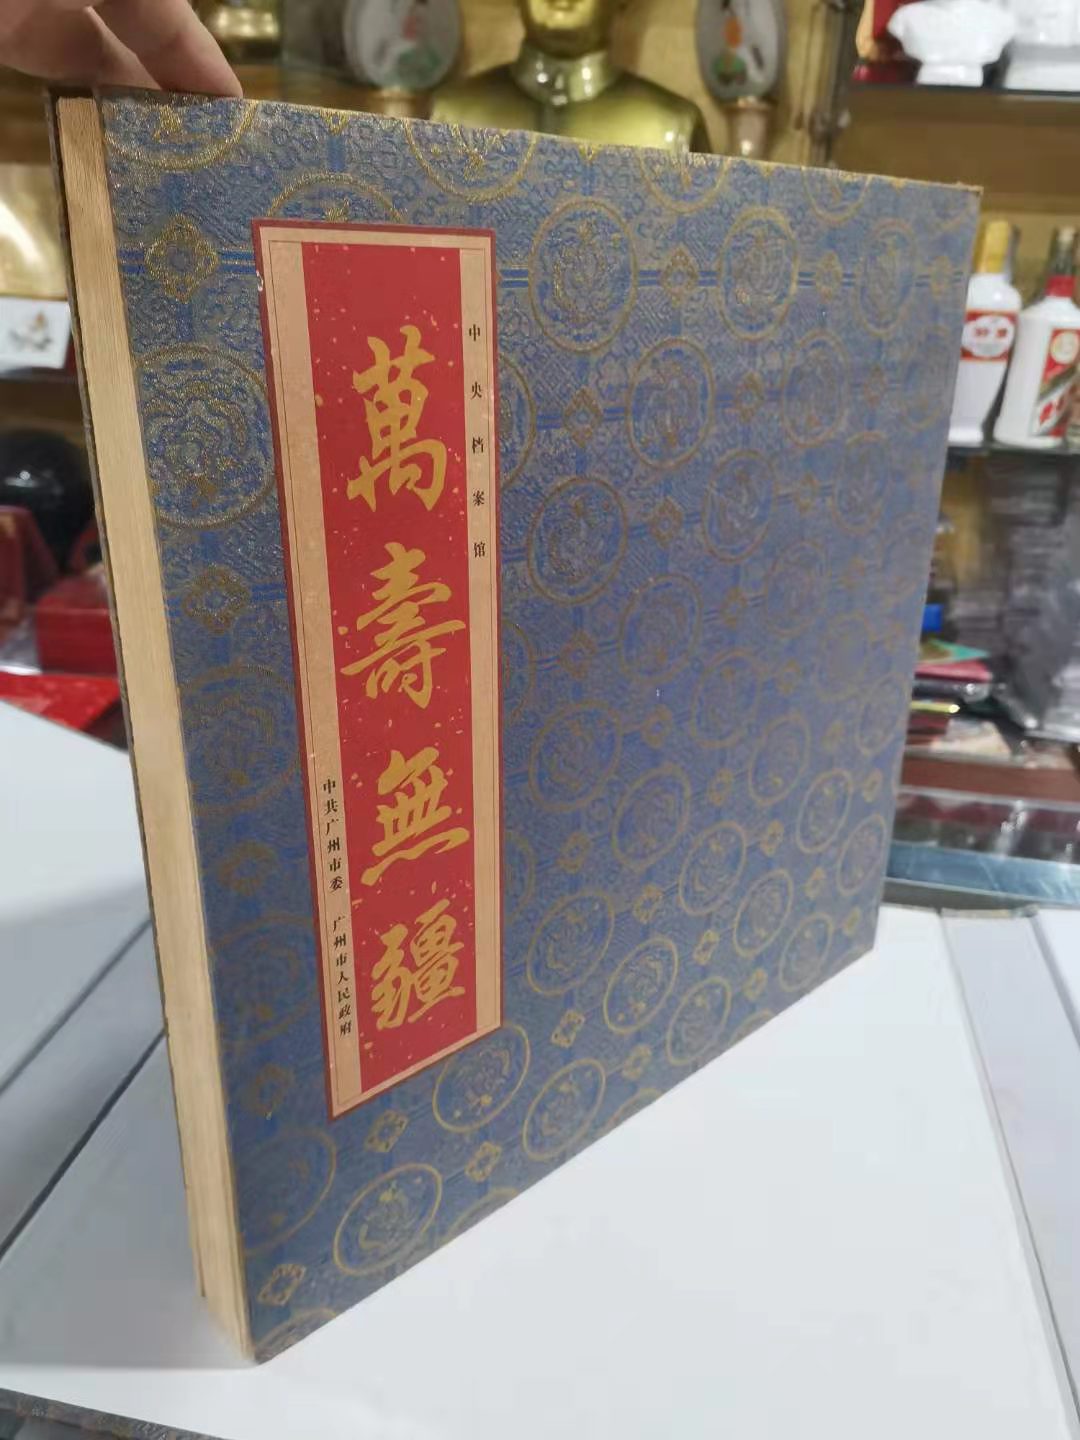 中央档案馆
萬壽無疆
中共广州市委 广州市人民政府